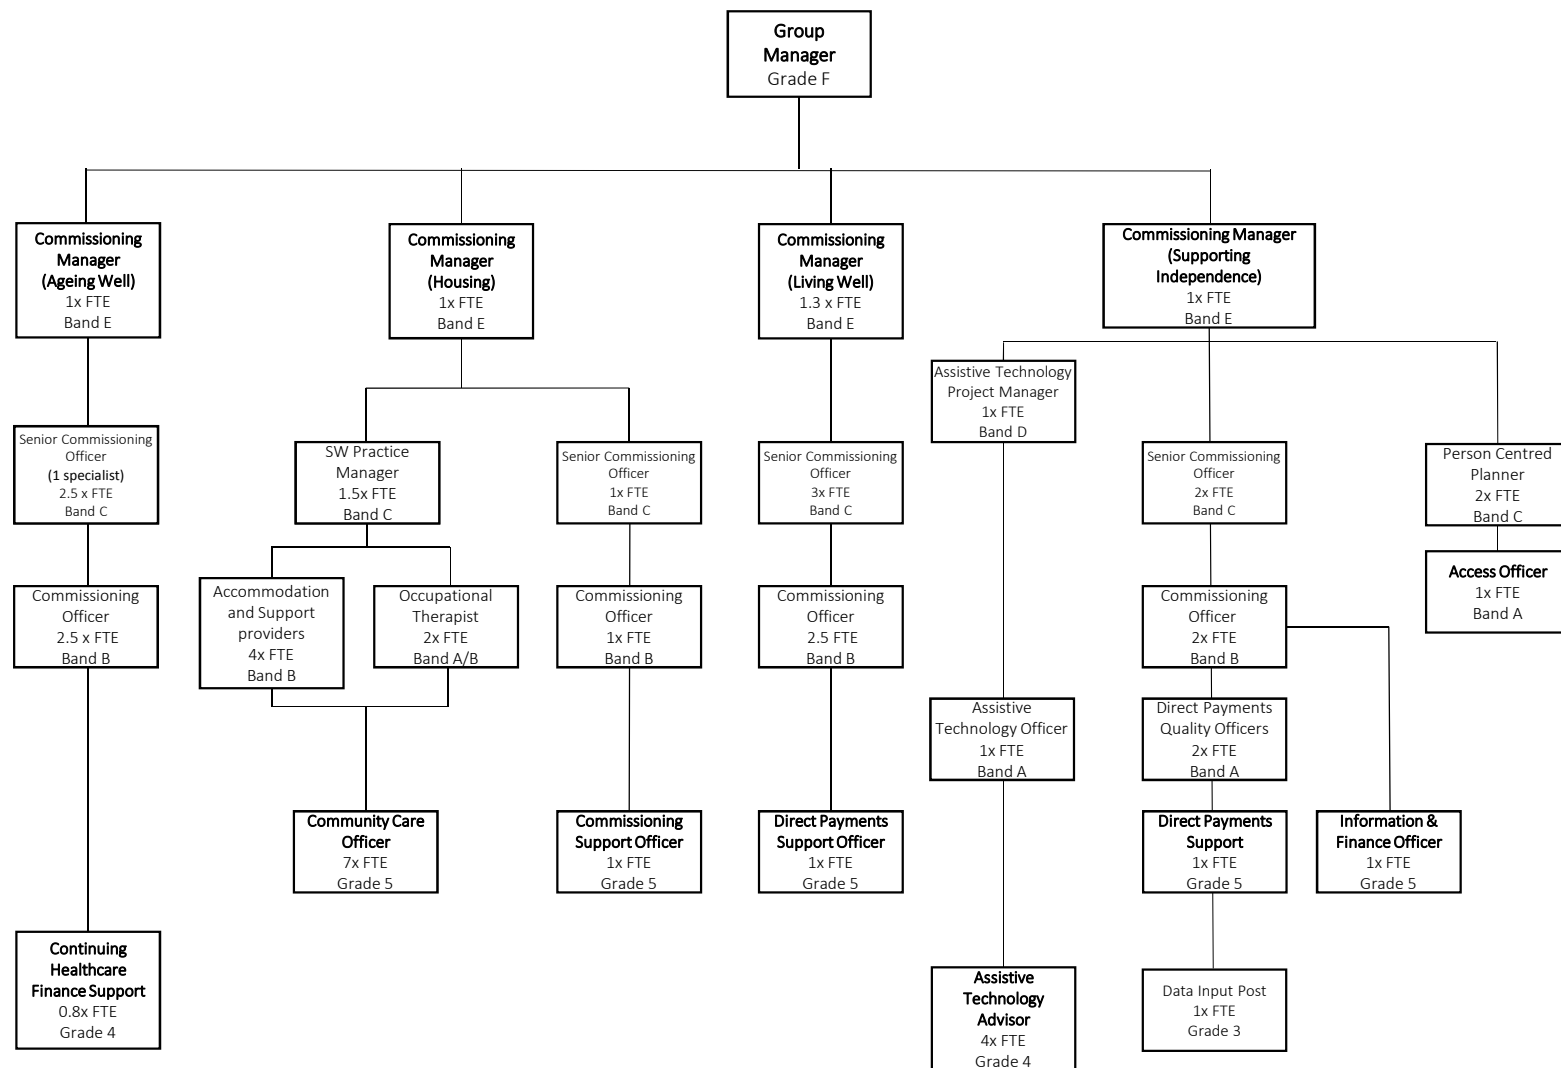 Group
Manager
Grade F
Commissioning
Manager
(Ageing Well)
1x FTE
Band E
Commissioning
Manager
(Housing)
1x FTE
Band E
Commissioning
Manager
(Living Well)
1.3 x FTE
Band E
Commissioning Manager
(Supporting
Independence)
1x FTE
Band E
Assistive Technology
Project Manager
1x FTE
Band D
Senior Commissioning
Officer
(1 specialist)
2.5 x FTE
Band C
SW Practice
Manager
1.5x FTE
Band C
Senior Commissioning
Officer
1x FTE
Band C
Senior Commissioning
Officer
3x FTE
Band C
Senior Commissioning
Officer
2x FTE
Band C
Person Centred
Planner
2x FTE
Band C
Access Officer
1x FTE
Band A
Commissioning
Officer
2.5 x FTE
Band B
Accommodation
and Support
providers
4x FTE
Band B
Occupational
Therapist
2x FTE
Band A/B
Commissioning
Officer
1x FTE
Band B
Commissioning
Officer
2.5 FTE
Band B
Commissioning
Officer
2x FTE
Band B
Assistive
Technology Officer
1x FTE
Band A
Direct Payments
Quality Officers
2x FTE
Band A
Community Care
Officer
7x FTE
Grade 5
Commissioning
Support Officer
1x FTE
Grade 5
Direct Payments
Support Officer
1x FTE
Grade 5
Direct Payments
Support
1x FTE
Grade 5
Information &
Finance Officer
1x FTE
Grade 5
Continuing
Healthcare
Finance Support
0.8x FTE
Grade 4
Assistive
Technology
Advisor
4x FTE
Grade 4
Data Input Post
1x FTE
Grade 3